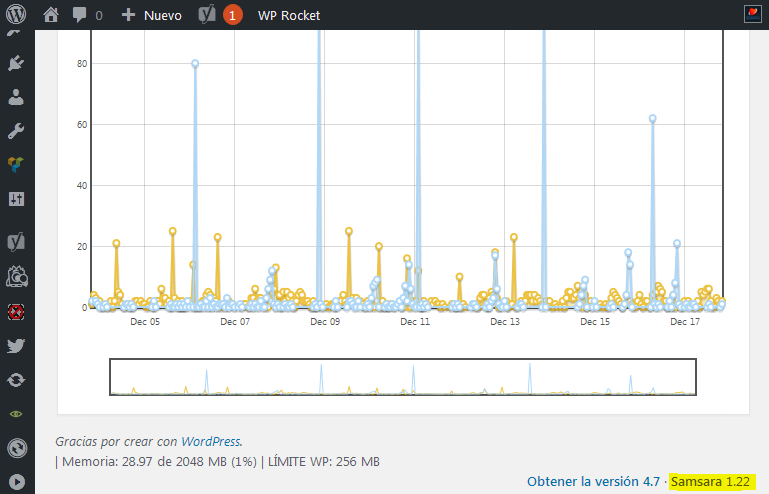 0 Nuevo 1 WP Rocket
80
60
40
20
0
Dec 05 Dec 07 Dec 09 Dec 11 Dec 13 Dec 15 Dec 17
Gracias por crear con WordPress.
| Memoria: 28.97 de 2048 MB (1%) | LÍMITE WP: 256 MB
Obtener la versión 4.7 · Samsara 1.22